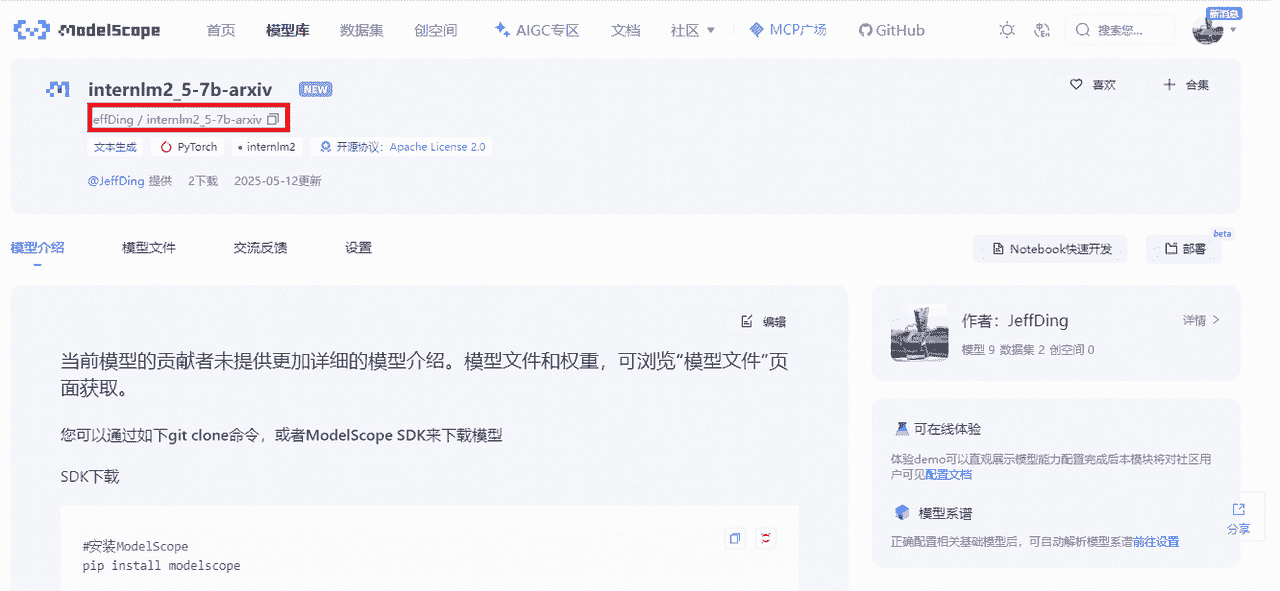 ModelScope 首页 模型库 数据集 创空间 AIGC专区 文档 社区 MCP广场 GitHub 搜索您... 新消息
internlm2_5-7b-arxiv NEW 喜欢 合集
effDing / internlm2_5-7b-arxiv
文本生成 PyTorch internlm2 开源协议：Apache License 2.0
@JeffDing 提供 2下载 2025-05-12更新
模型介绍 模型文件 交流反馈 设置 Notebook快速开发 部署 beta
编辑
当前模型的贡献者未提供更加详细的模型介绍。模型文件和权重，可浏览“模型文件”页
面获取。
您可以通过如下git clone命令，或者ModelScope SDK来下载模型
SDK下载
#安装ModelScope
pip install modelscope
作者：JeffDing 详情
模型 9 数据集 2 创空间 0
可在线体验
体验demo可以直观展示模型能力配置完成后本模块将对社区用
户可见配置文档
模型系谱
正确配置相关基础模型后，可自动解析模型系谱前往设置
分享